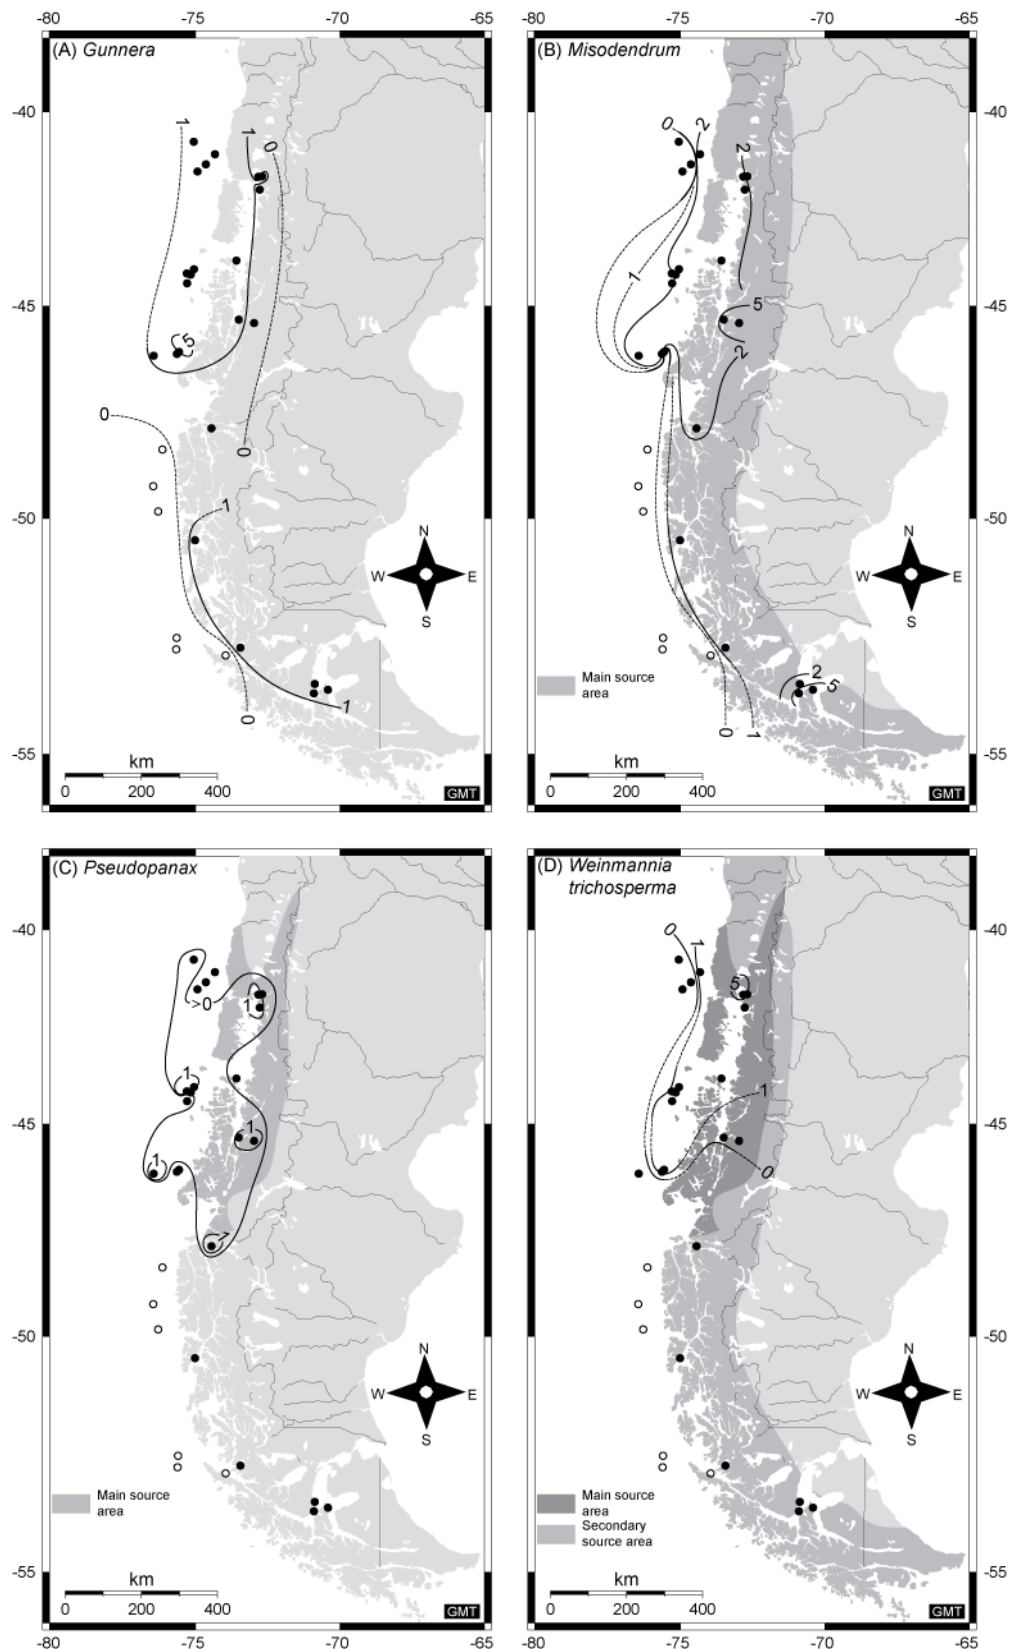 -80 -75 -70 -65 -80 -75 -70 -65
(A) Gunnera
(B) Misodendrum
-40 -40
1
1
0
0 2
2
-45 -45
5
1
5
2
0
0
-50 1 -50
N
W E
S
N
W E
S
Main source
area
2
5
1
0
0 1
-55 -55
km
0 200 400
GMT
km
0 200 400
GMT
(C) Pseudopanax
(D) Weinmannia
trichosperma
-40 -40
0 1
>0
1
5
1
1
-45 -45
1
1
0
1
-50 -50
N
W E
S
N
W E
S
Main source
area
Main source
area
Secondary
source area
-55 -55
km
0 200 400
GMT
km
0 200 400
GMT
-80 -75 -70 -65 -80 -75 -70 -65